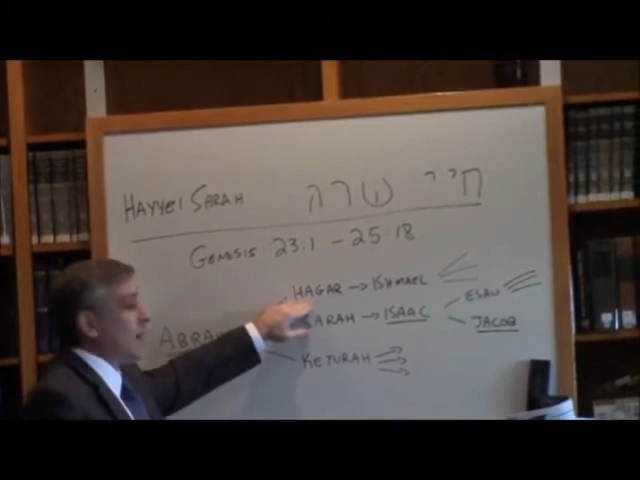 HAYYEI SARAH חיי שרה
GENESIS 23:1 - 25:18
HAGAR → ISHMAEL
ESAU
SARAH → ISAAC
JACOB
KETURAH